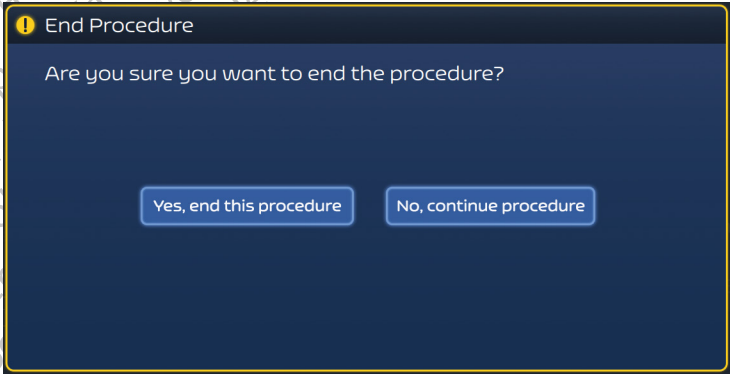 End Procedure
Are you sure you want to end the procedure?
Yes, end this procedure
No, continue procedure